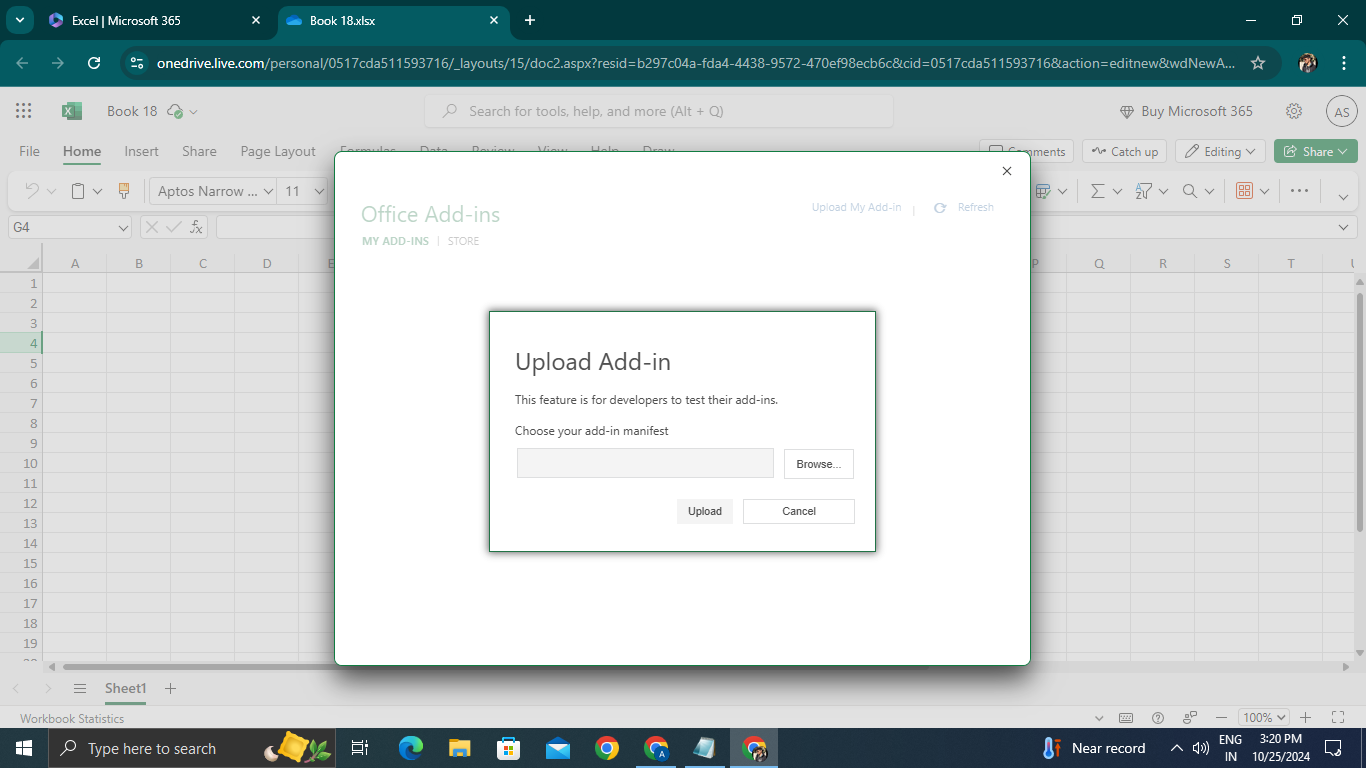 Excel | Microsoft 365
Book 18.xlsx
onedrive.live.com/personal/0517cda511593716/_layouts/15/doc2.aspx?resid=b297c04a-fda4-4438-9572-470ef98ecb6c&cid=0517cda511593716&action=editnew&wdNewA...
Book 18
Search for tools, help, and more (Alt + Q)
Buy Microsoft 365
AS
File Home Insert Share Page Layout Formulas Data Review View Help Draw
Comments Catch up Editing Share
Aptos Narrow ... 11
Office Add-ins
Upload My Add-in | Refresh
G4
MY ADD-INS | STORE
A B C D E P Q R S T U
1
2
3
4
5
6
7
8
9
10
11
12
13
14
15
16
17
18
19
20
Upload Add-in
This feature is for developers to test their add-ins.
Choose your add-in manifest
Browse...
Upload Cancel
Sheet1
Workbook Statistics
100%
Type here to search
Near record
ENG
IN
3:20 PM
10/25/2024